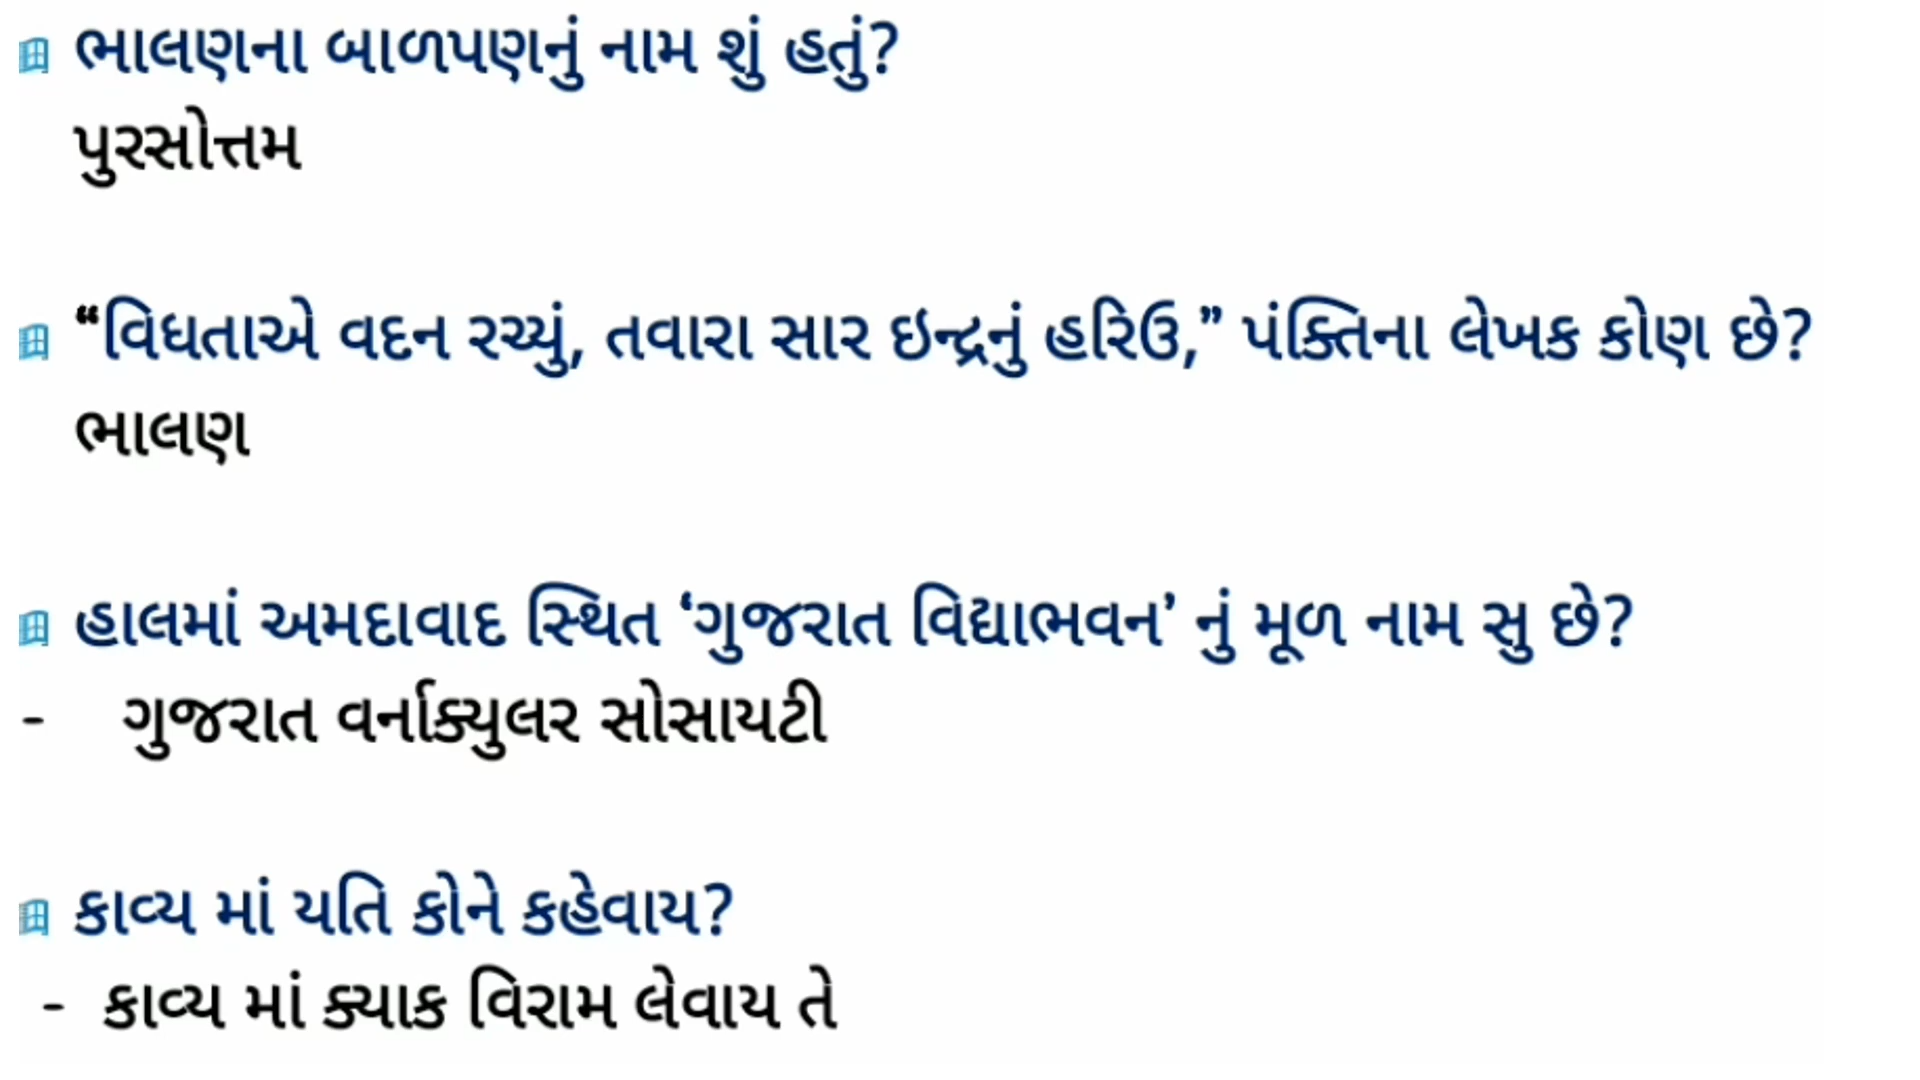 ભાલણના બાળપણનું નામ શું હતું?
પુરસોત્તમ
“વિધતાએ વદન રચ્યું, તવારા સાર ઇન્દ્રનું હરિઉ,” પંક્તિના લેખક કોણ છે?
ભાલણ
હાલમાં અમદાવાદ સ્થિત ‘ગુજરાત વિદ્યાભવન’ નું મૂળ નામ સુ છે?
- ગુજરાત વર્નાક્યુલર સોસાયટી
કાવ્ય માં યતિ કોને કહેવાય?
- કાવ્ય માં ક્યાક વિરામ લેવાય તે